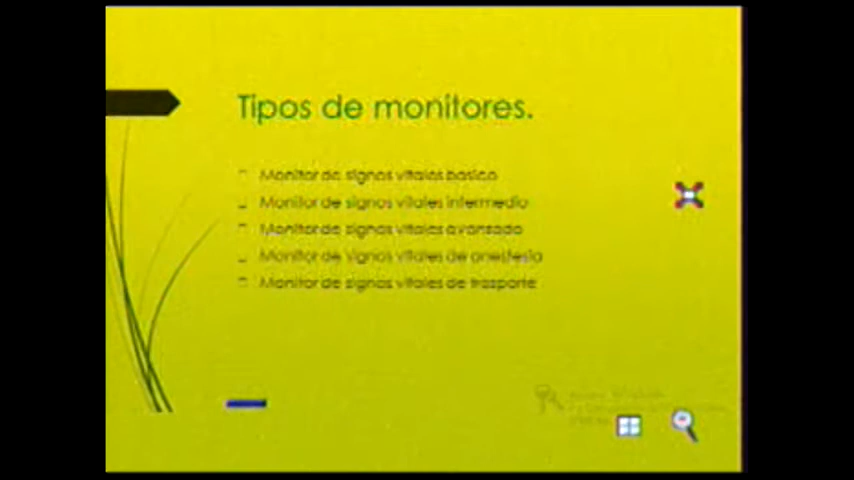 Tipos de monitores.
Monitor de signos vitales basico
Monitor de signos vitales intermedio
Monitor de signos vitales avansado
Monitor de signos vitales de anestesia
Monitor de signos vitales de trasporte